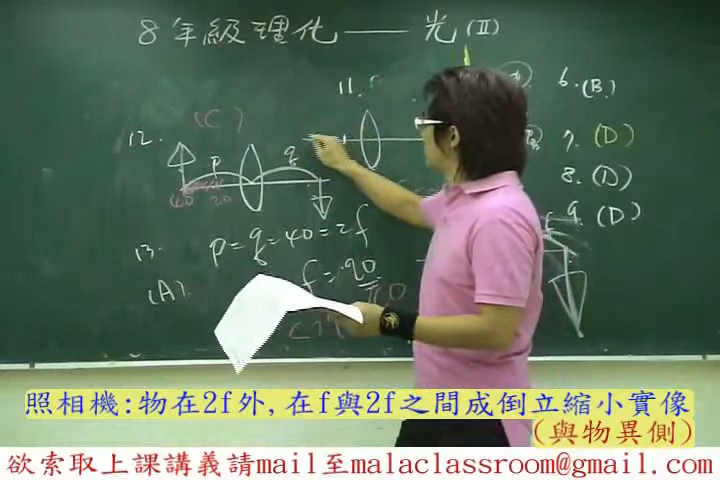 8年級理化——光(II)
11.
6.(B)
12.
(C)
7.(D)
P
q
8.(D)
40 20
9.(D)
13.
P=q=40=2f
(A)
f=20
照相機:物在2f外,在f與2f之間成倒立縮小實像
(與物異側)
欲索取上課講義請mail至malaclassroom@gmail.com